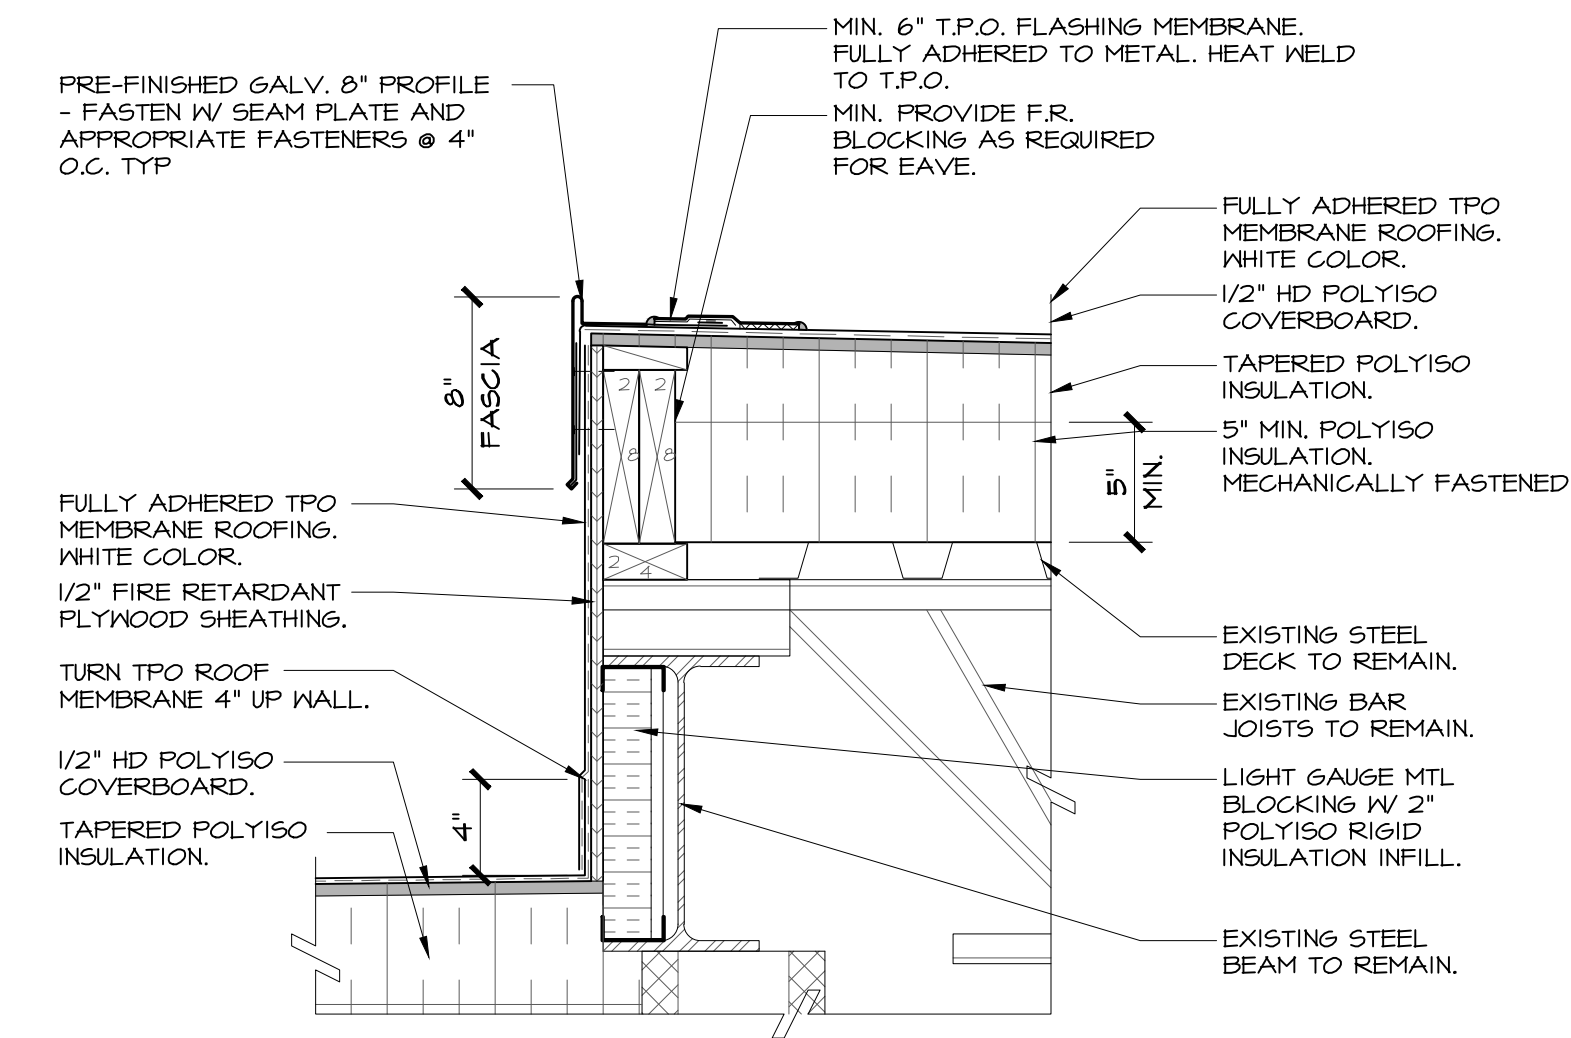 MIN. 6" T.P.O. FLASHING MEMBRANE.
FULLY ADHERED TO METAL. HEAT WELD
TO T.P.O.
PRE-FINISHED GALV. 8" PROFILE
- FASTEN W/ SEAM PLATE AND
APPROPRIATE FASTENERS @ 4"
O.C. TYP
MIN. PROVIDE F.R.
BLOCKING AS REQUIRED
FOR EAVE.
FULLY ADHERED TPO
MEMBRANE ROOFING.
WHITE COLOR.
1/2" HD POLYISO
COVERBOARD.
TAPERED POLYISO
INSULATION.
5" MIN. POLYISO
INSULATION.
MECHANICALLY FASTENED
8"
FASCIA
2 2
8 8
2
4
5"
MIN.
FULLY ADHERED TPO
MEMBRANE ROOFING.
WHITE COLOR.
1/2" FIRE RETARDANT
PLYWOOD SHEATHING.
TURN TPO ROOF
MEMBRANE 4" UP WALL.
1/2" HD POLYISO
COVERBOARD.
TAPERED POLYISO
INSULATION.
4"
EXISTING STEEL
DECK TO REMAIN.
EXISTING BAR
JOISTS TO REMAIN.
LIGHT GAUGE MTL
BLOCKING W/ 2"
POLYISO RIGID
INSULATION INFILL.
EXISTING STEEL
BEAM TO REMAIN.